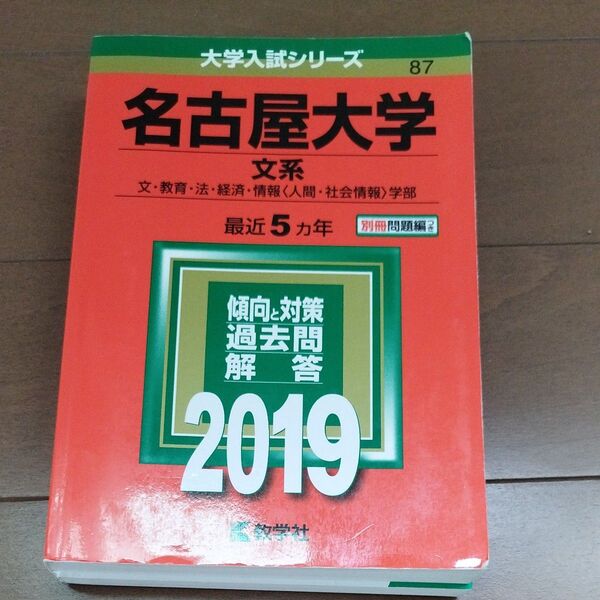 大学入試シリーズ
87
名古屋大学
文系
文・教育・法・経済・情報〈人間・社会情報〉学部
最近5カ年
別冊問題編つき
傾向と対策
過去問
解答
2019
教学社